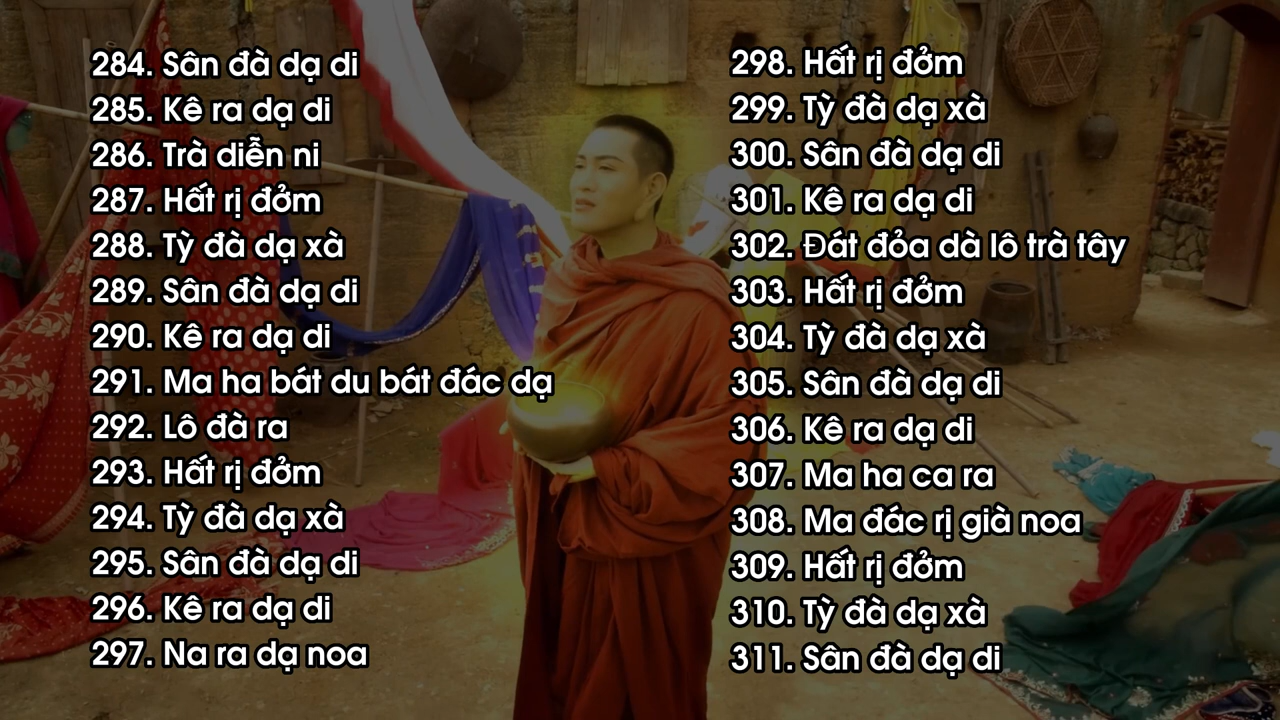 284. Sân đà dạ di
285. Kê ra dạ di
286. Trà diễn ni
287. Hất rị đởm
288. Tỳ đà dạ xà
289. Sân đà dạ di
290. Kê ra dạ di
291. Ma ha bát du bát đác dạ
292. Lô đà ra
293. Hất rị đởm
294. Tỳ đà dạ xà
295. Sân đà dạ di
296. Kê ra dạ di
297. Na ra dạ noa
298. Hất rị đởm
299. Tỳ đà dạ xà
300. Sân đà dạ di
301. Kê ra dạ di
302. Đát đỏa dà lô trà tây
303. Hất rị đởm
304. Tỳ đà dạ xà
305. Sân đà dạ di
306. Kê ra dạ di
307. Ma ha ca ra
308. Ma đác rị già noa
309. Hất rị đởm
310. Tỳ đà dạ xà
311. Sân đà dạ di